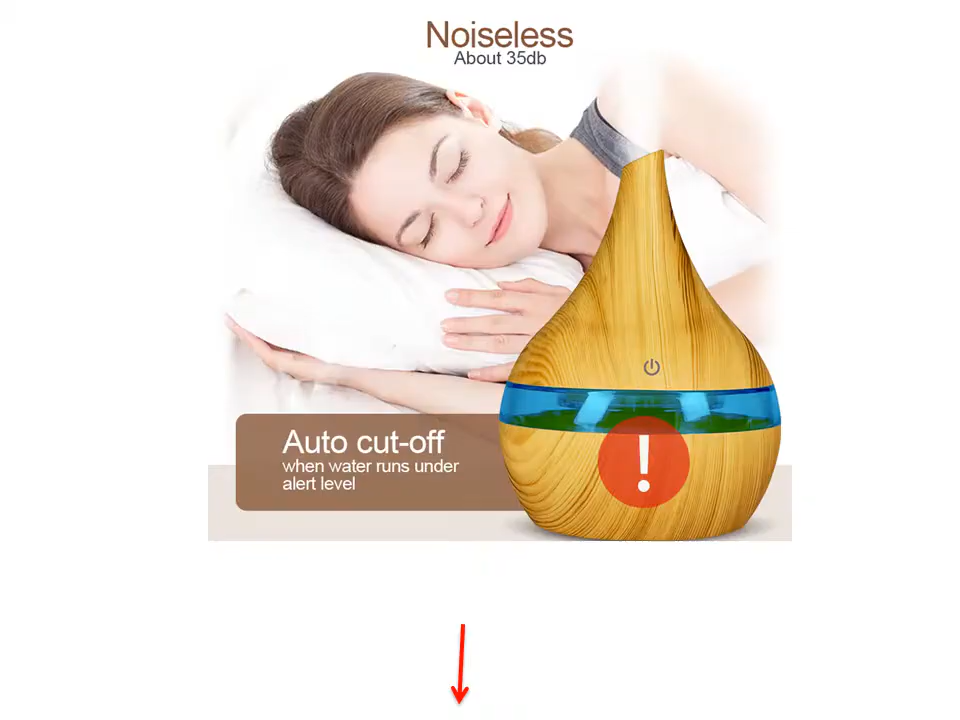 Noiseless
About 35db
Auto cut-off
when water runs under
alert level